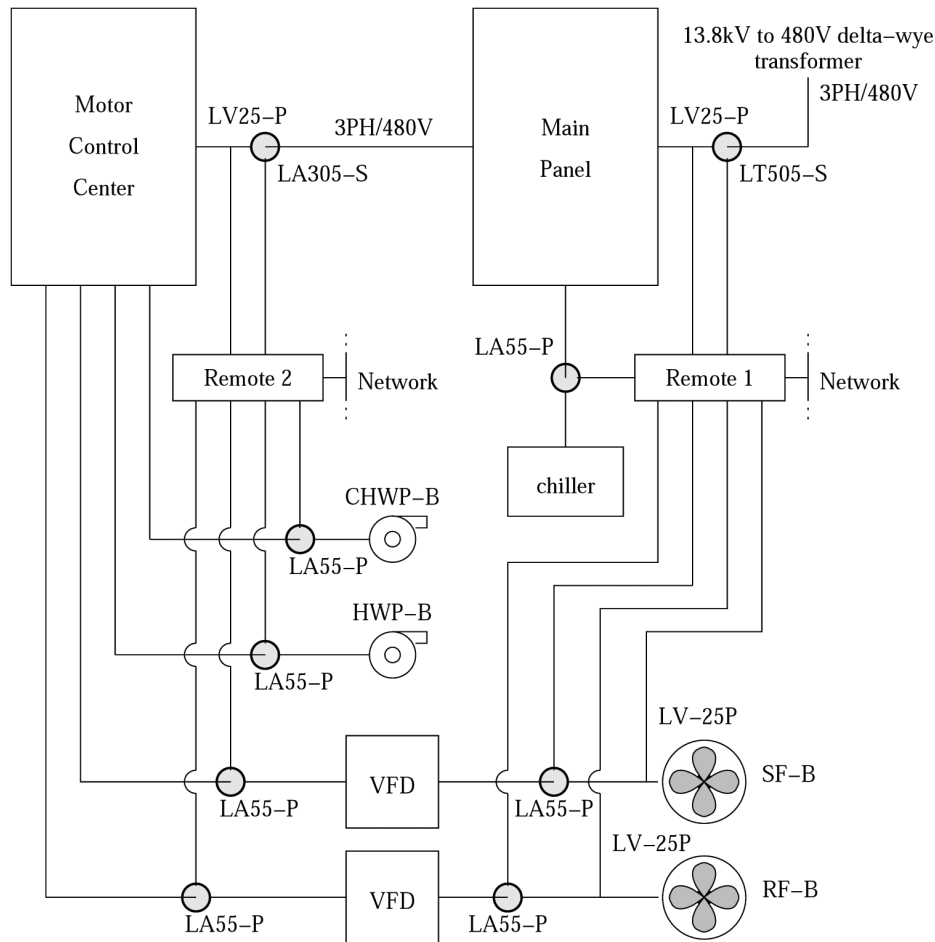 13.8kV to 480V delta–wye
transformer
3PH/480V
Motor
Control
Center
LV25–P
3PH/480V
LA305–S
Main
Panel
LV25–P
LT505–S
LA55–P
Remote 2
Network
Remote 1
Network
chiller
CHWP–B
LA55–P
HWP–B
LA55–P
LV–25P
VFD
SF–B
LA55–P
LA55–P
LV–25P
VFD
RF–B
LA55–P
LA55–P